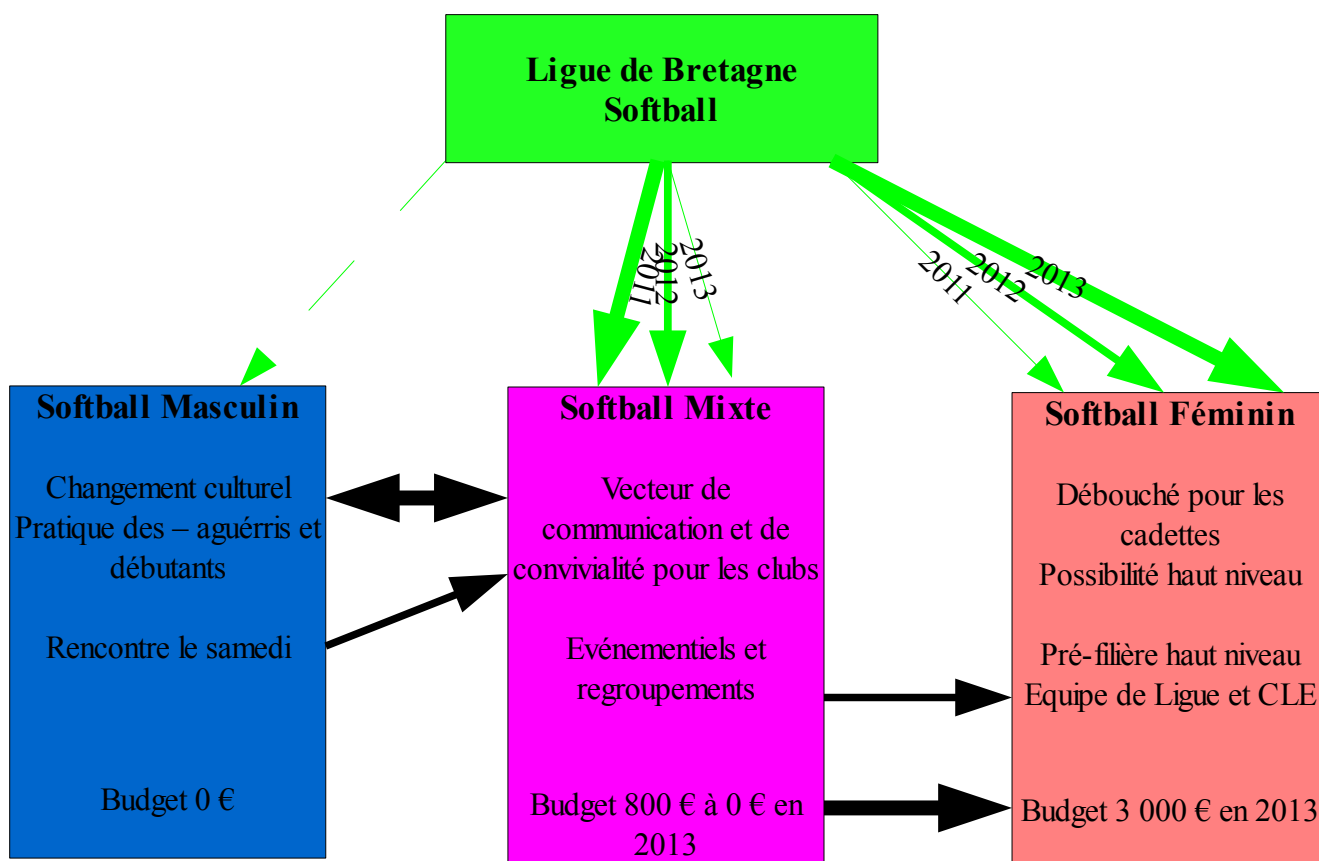 Ligue de Bretagne
Softball
2011
2012
2013
2011
2012
2013
Softball Masculin
Changement culturel
Pratique des – aguérris et
débutants
Rencontre le samedi
Budget 0 €
Softball Mixte
Vecteur de
communication et de
convivialité pour les clubs
Evénementiels et
regroupements
Budget 800 € à 0 € en
2013
Softball Féminin
Débouché pour les
cadettes
Possibilité haut niveau
Pré-filière haut niveau
Equipe de Ligue et CLE
Budget 3 000 € en 2013